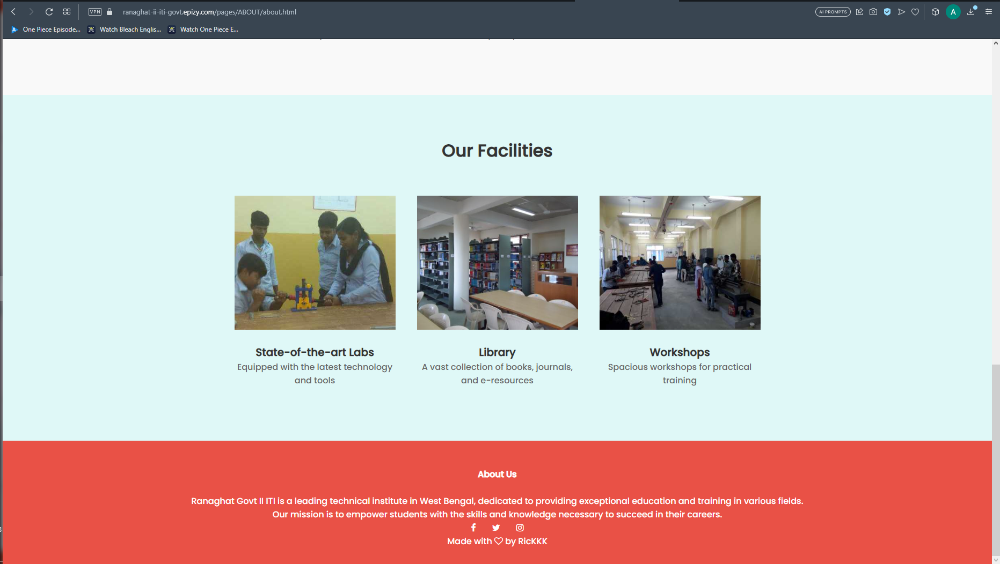 VPN
ranaghat-ii-iti-govt.epizy.com/pages/ABOUT/about.html
AI PROMPTS
A
One Piece Episode...
Watch Bleach Englis...
Watch One Piece E...
Our Facilities
State-of-the-art Labs
Equipped with the latest technology
and tools
Library
A vast collection of books, journals,
and e-resources
Workshops
Spacious workshops for practical
training
About Us
Ranaghat Govt II ITI is a leading technical institute in West Bengal, dedicated to providing exceptional education and training in various fields.
Our mission is to empower students with the skills and knowledge necessary to succeed in their careers.
Made with ♡ by RicKKK